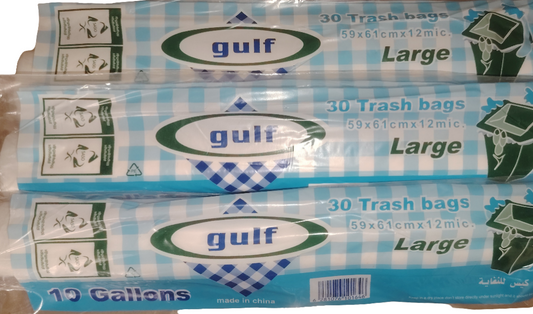 gulf
30 Trash bags
59x61cmx12mic.
Large
gulf
30 Trash bags
59x61cmx12mic.
Large
gulf
30 Trash bags
59x61cmx12mic.
Large
10 Gallons
made in china
كيس للنفاية